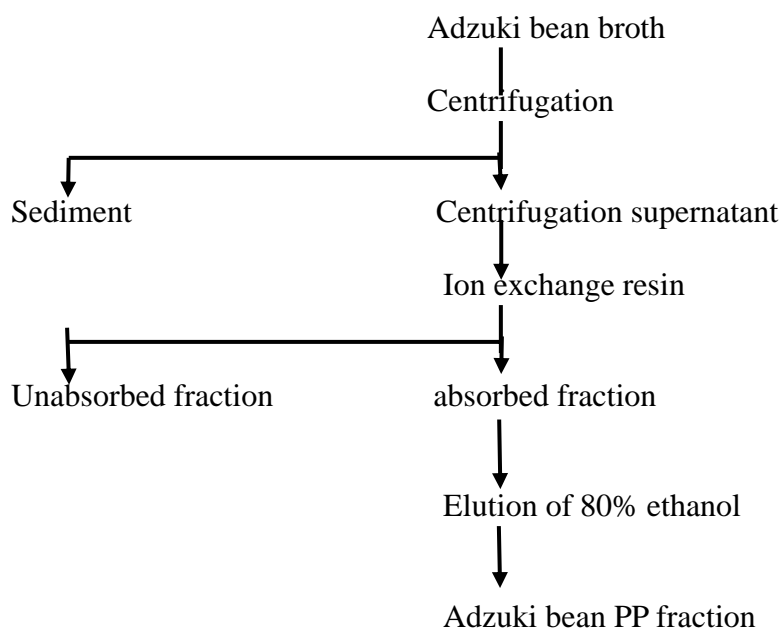 Adzuki bean broth
Centrifugation
Sediment
Centrifugation supernatant
Ion exchange resin
Unabsorbed fraction
absorbed fraction
Elution of 80% ethanol
Adzuki bean PP fraction